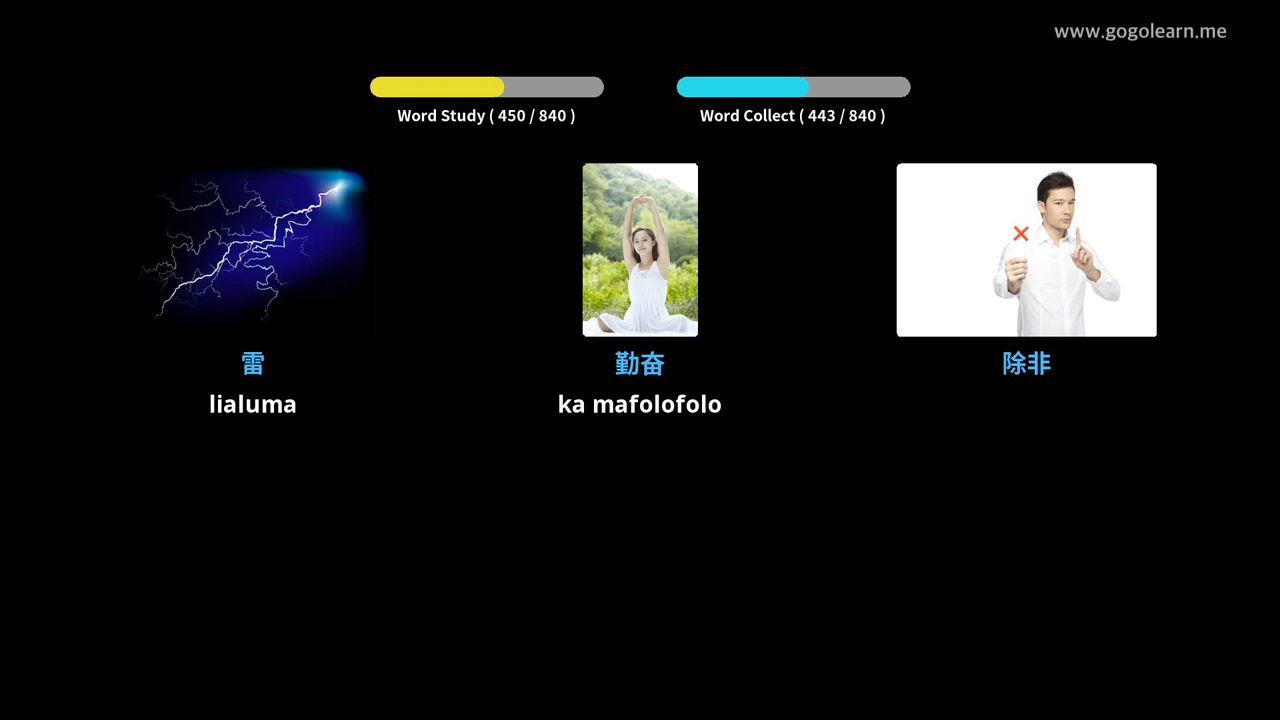 www.gogolearn.me
Word Study ( 450 / 840 )
Word Collect ( 443 / 840 )
雷
勤奋
除非
lialuma
ka mafolofolo